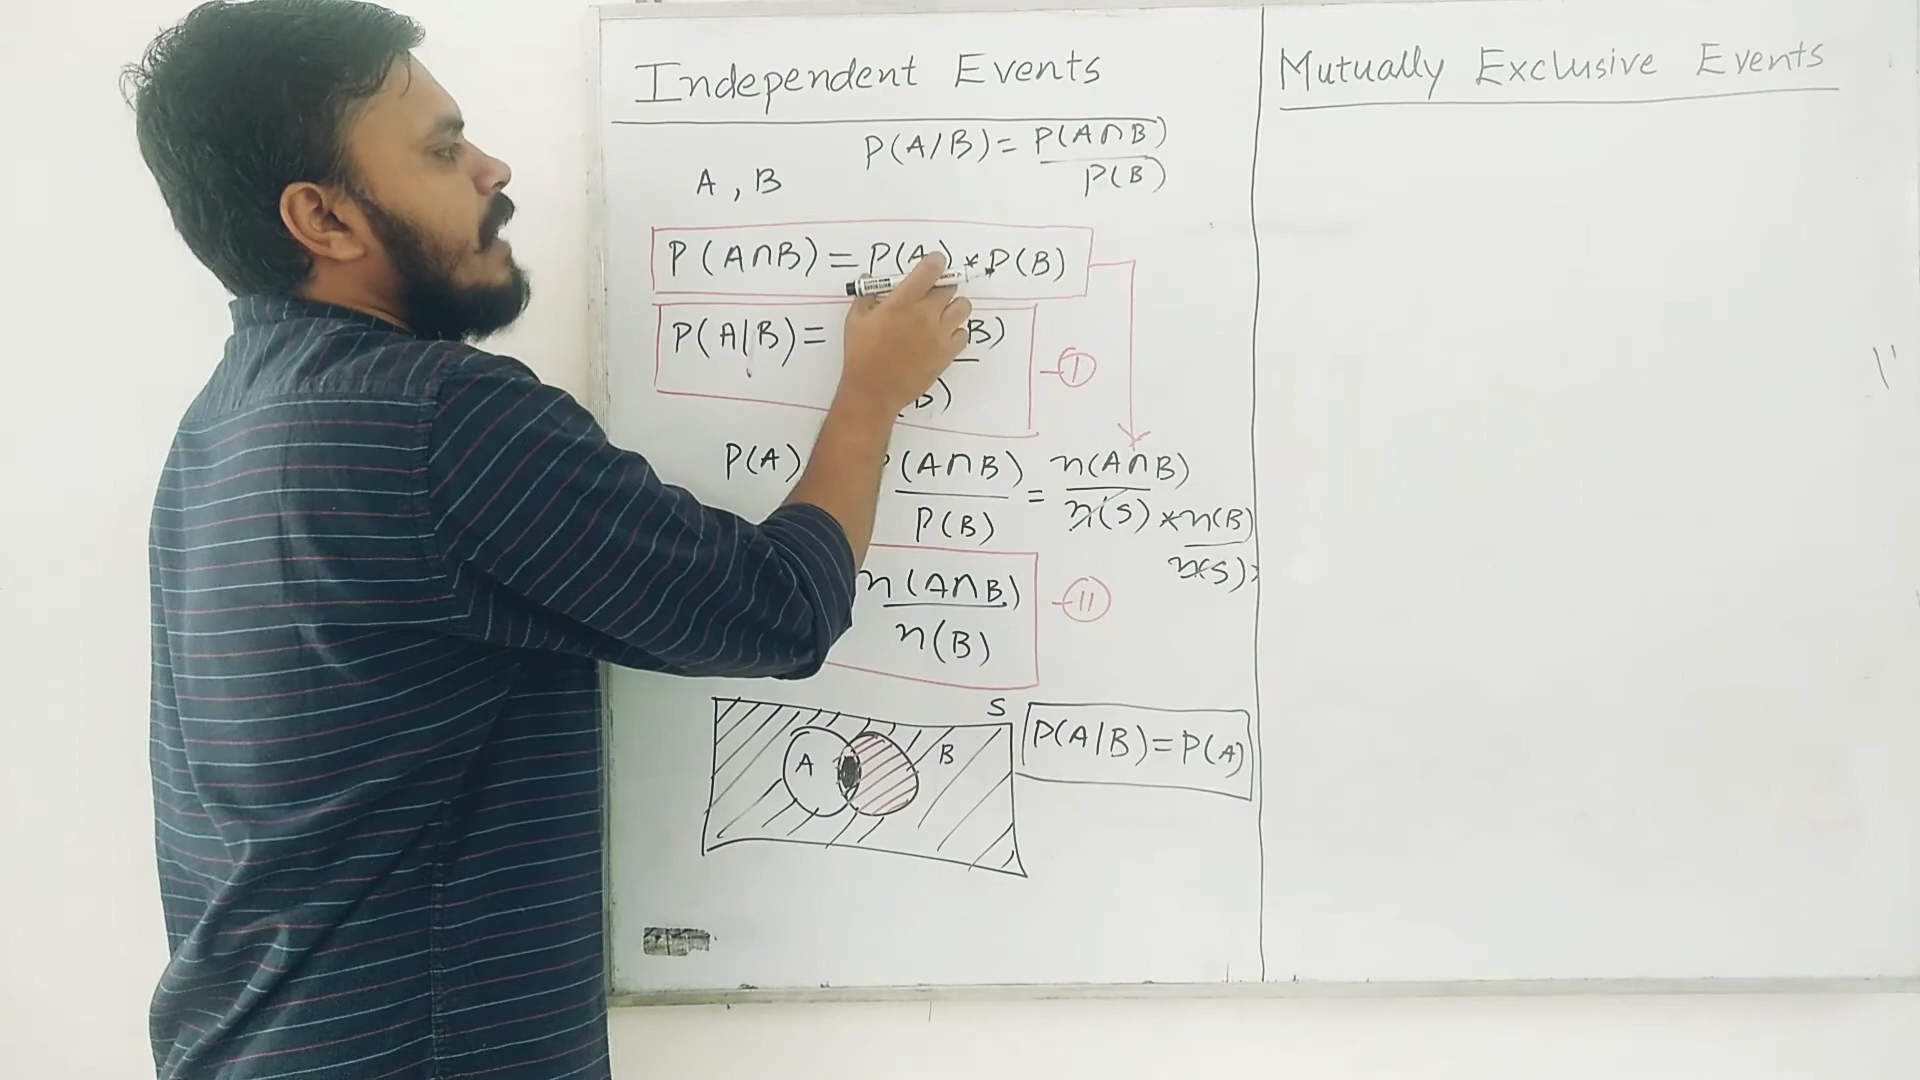 Independent Events
P(A/B) = P(A∩B)
P(B)
A , B
P(A∩B) = P(A) * P(B)
P(A|B) = B)
B)
I
P(A) (A∩B) = n(A∩B)
P(B) n(S) * n(B)
n(S)
n(A∩B)
n(B)
II
S
A B
P(A|B) = P(A)
Mutually Exclusive Events